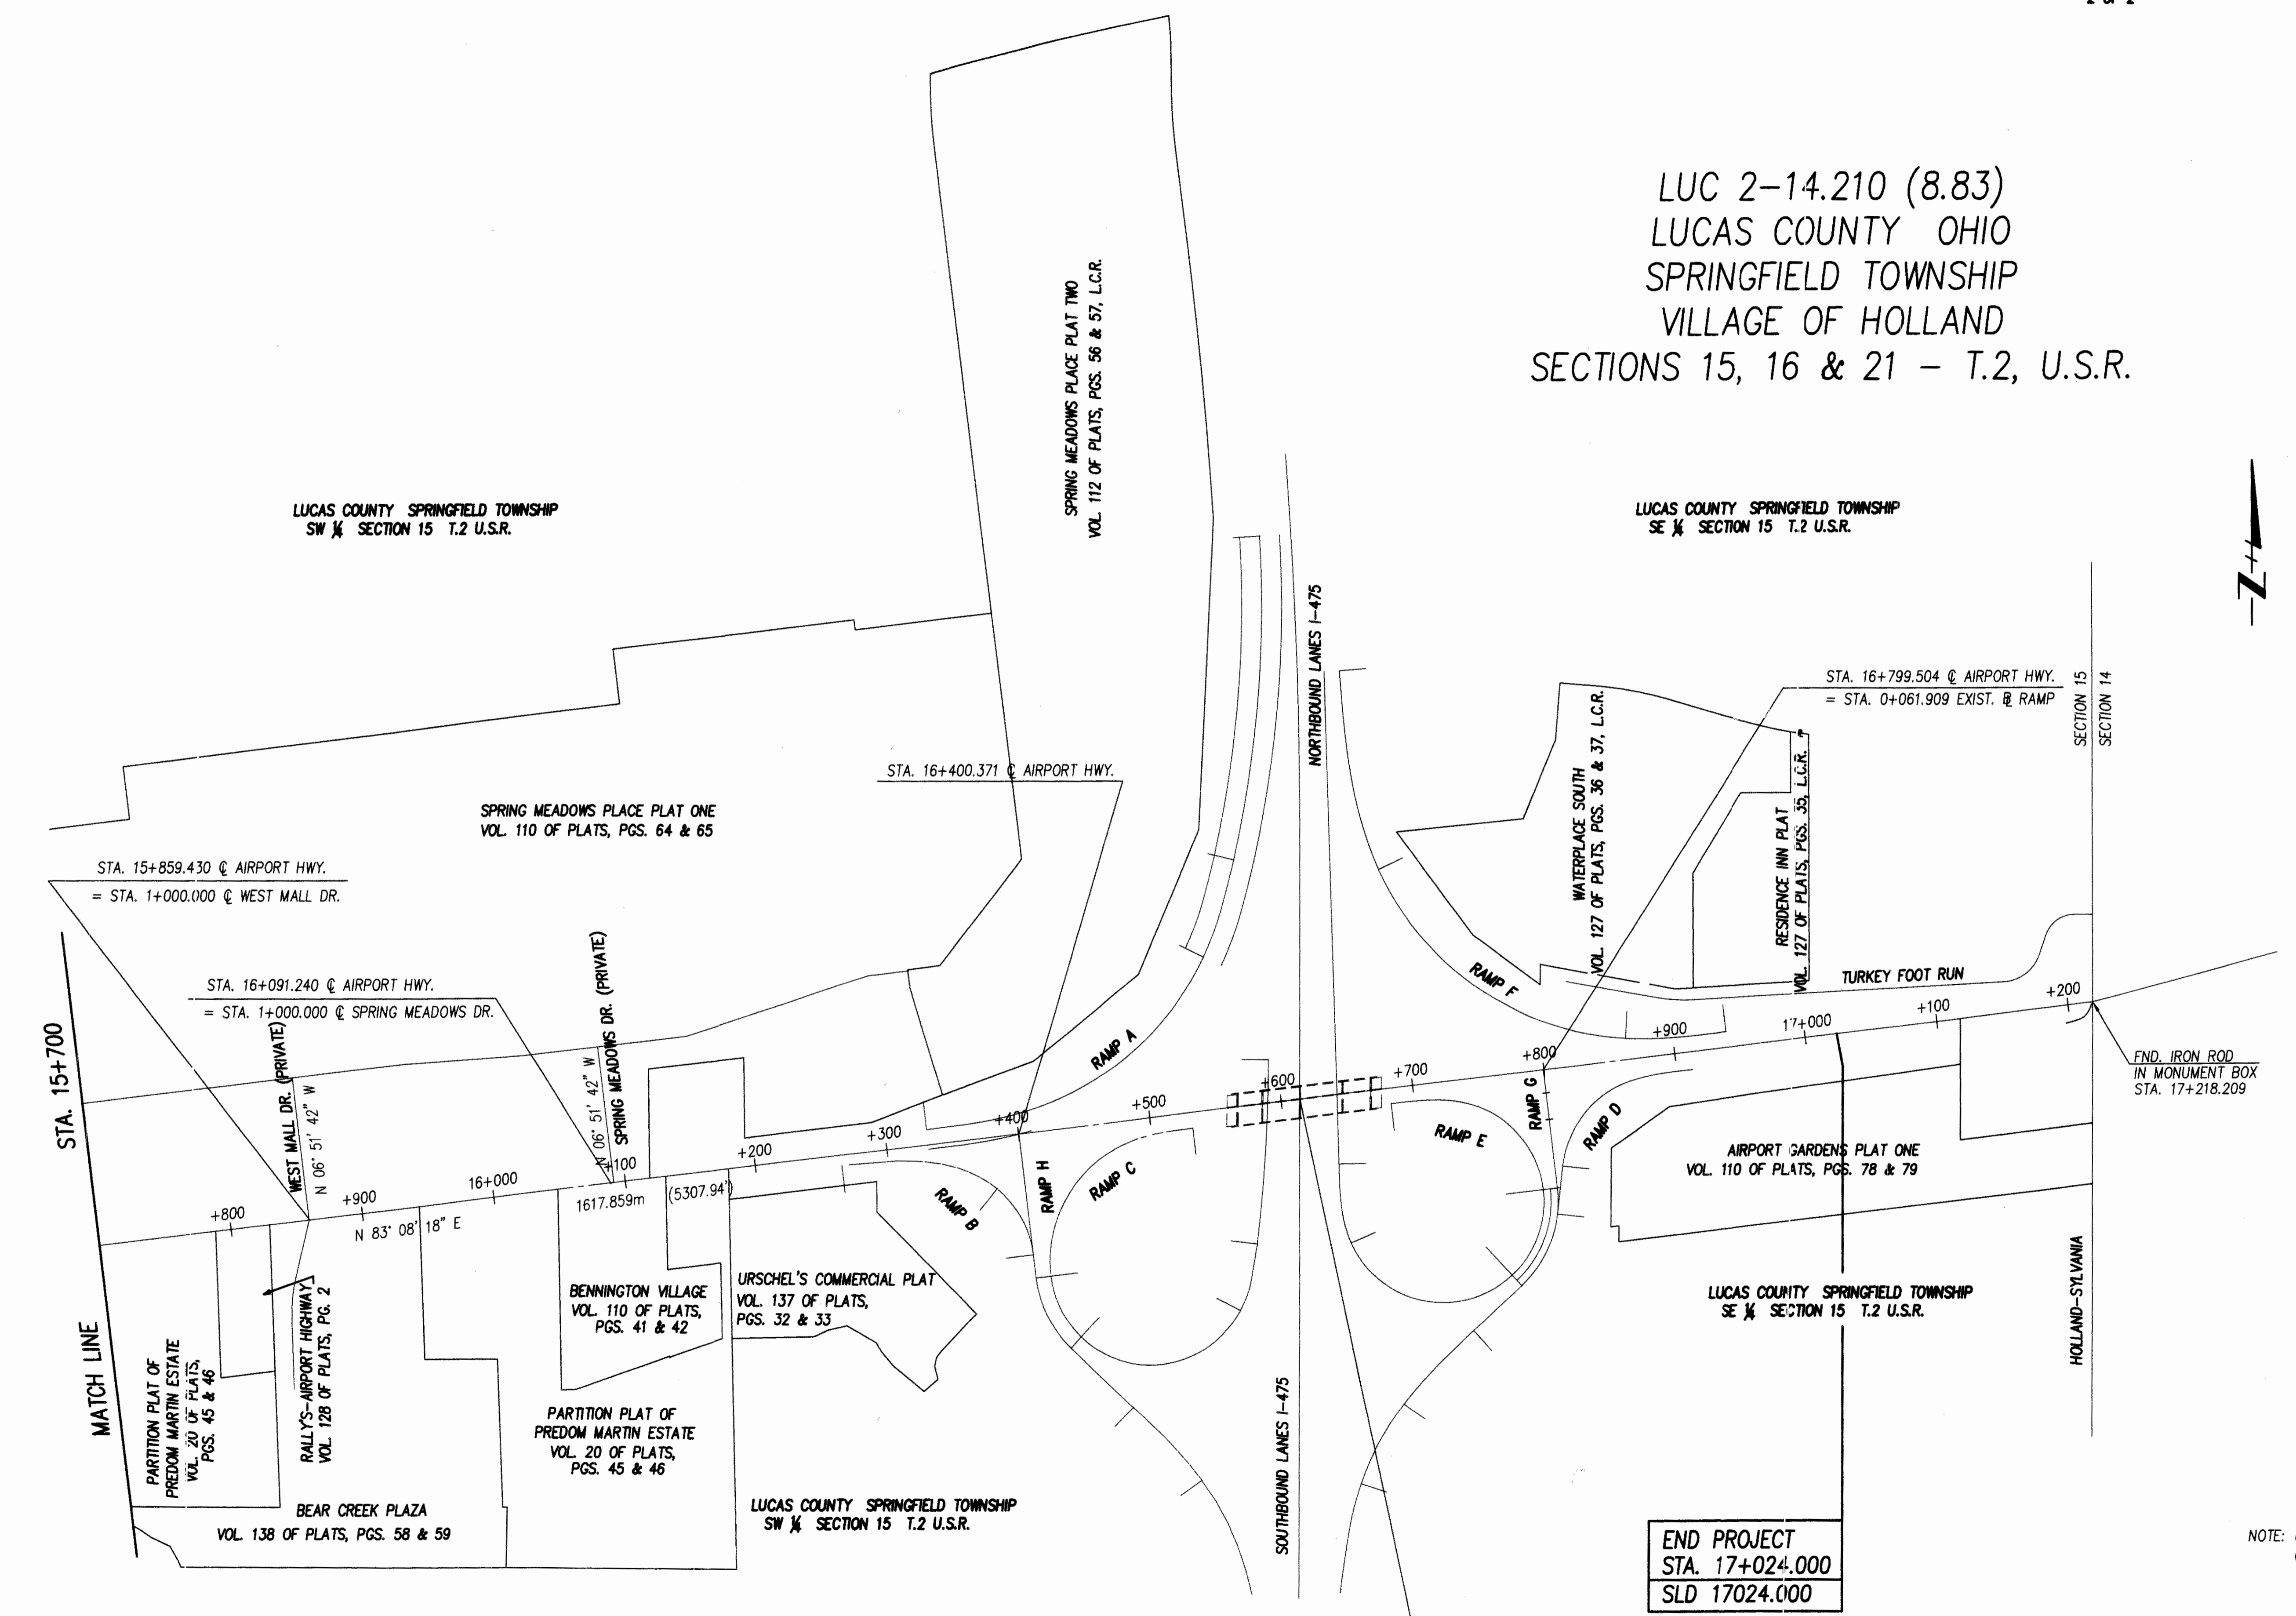 2 OF 2
LUC 2-14.210 (8.83)
LUCAS COUNTY OHIO
SPRINGFIELD TOWNSHIP
VILLAGE OF HOLLAND
SECTIONS 15, 16 & 21 - T.2, U.S.R.
SPRING MEADOWS PLACE PLAT TWO
VOL. 112 OF PLATS, PGS. 56 & 57, L.C.R.
LUCAS COUNTY SPRINGFIELD TOWNSHIP
SW ¼ SECTION 15 T.2 U.S.R.
LUCAS COUNTY SPRINGFIELD TOWNSHIP
SE ¼ SECTION 15 T.2 U.S.R.
N
NORTHBOUND LANES I-475
STA. 16+799.504 ℄ AIRPORT HWY.
= STA. 0+061.909 EXIST. BL RAMP
SECTION 15
SECTION 14
STA. 16+400.371 ℄ AIRPORT HWY.
WATERPLACE SOUTH
VOL. 127 OF PLATS, PGS. 36 & 37, L.C.R.
RESIDENCE INN PLAT
VOL. 127 OF PLATS, PGS. 35, L.C.R.
SPRING MEADOWS PLACE PLAT ONE
VOL. 110 OF PLATS, PGS. 64 & 65
STA. 15+859.430 ℄ AIRPORT HWY.
= STA. 1+000.000 ℄ WEST MALL DR.
STA. 16+091.240 ℄ AIRPORT HWY.
= STA. 1+000.000 ℄ SPRING MEADOWS DR.
WEST MALL DR. (PRIVATE)
N 06° 51' 42" W
N 06° 51' 42" W
SPRING MEADOWS DR. (PRIVATE)
STA. 15+700
MATCH LINE
RAMP A
RAMP F
TURKEY FOOT RUN
+800
+900
16+000
+100
+200
+300
+400
+500
+600
+700
+800
+900
17+000
+100
+200
N 83° 08' 18" E
1617.859m
(5307.94')
FND. IRON ROD
IN MONUMENT BOX
STA. 17+218.209
RAMP B
RAMP H
RAMP C
RAMP E
RAMP G
RAMP D
AIRPORT GARDENS PLAT ONE
VOL. 110 OF PLATS, PGS. 78 & 79
PARTITION PLAT OF
PREDOM MARTIN ESTATE
VOL. 20 OF PLATS,
PGS. 45 & 46
RALLY'S-AIRPORT HIGHWAY
VOL. 128 OF PLATS, PG. 2
BENNINGTON VILLAGE
VOL. 110 OF PLATS,
PGS. 41 & 42
URSCHEL'S COMMERCIAL PLAT
VOL. 137 OF PLATS,
PGS. 32 & 33
PARTITION PLAT OF
PREDOM MARTIN ESTATE
VOL. 20 OF PLATS,
PGS. 45 & 46
BEAR CREEK PLAZA
VOL. 138 OF PLATS, PGS. 58 & 59
LUCAS COUNTY SPRINGFIELD TOWNSHIP
SW ¼ SECTION 15 T.2 U.S.R.
SOUTHBOUND LANES I-475
LUCAS COUNTY SPRINGFIELD TOWNSHIP
SE ¼ SECTION 15 T.2 U.S.R.
HOLLAND-SYLVANIA
END PROJECT
STA. 17+024.000
SLD 17024.000
NOTE: